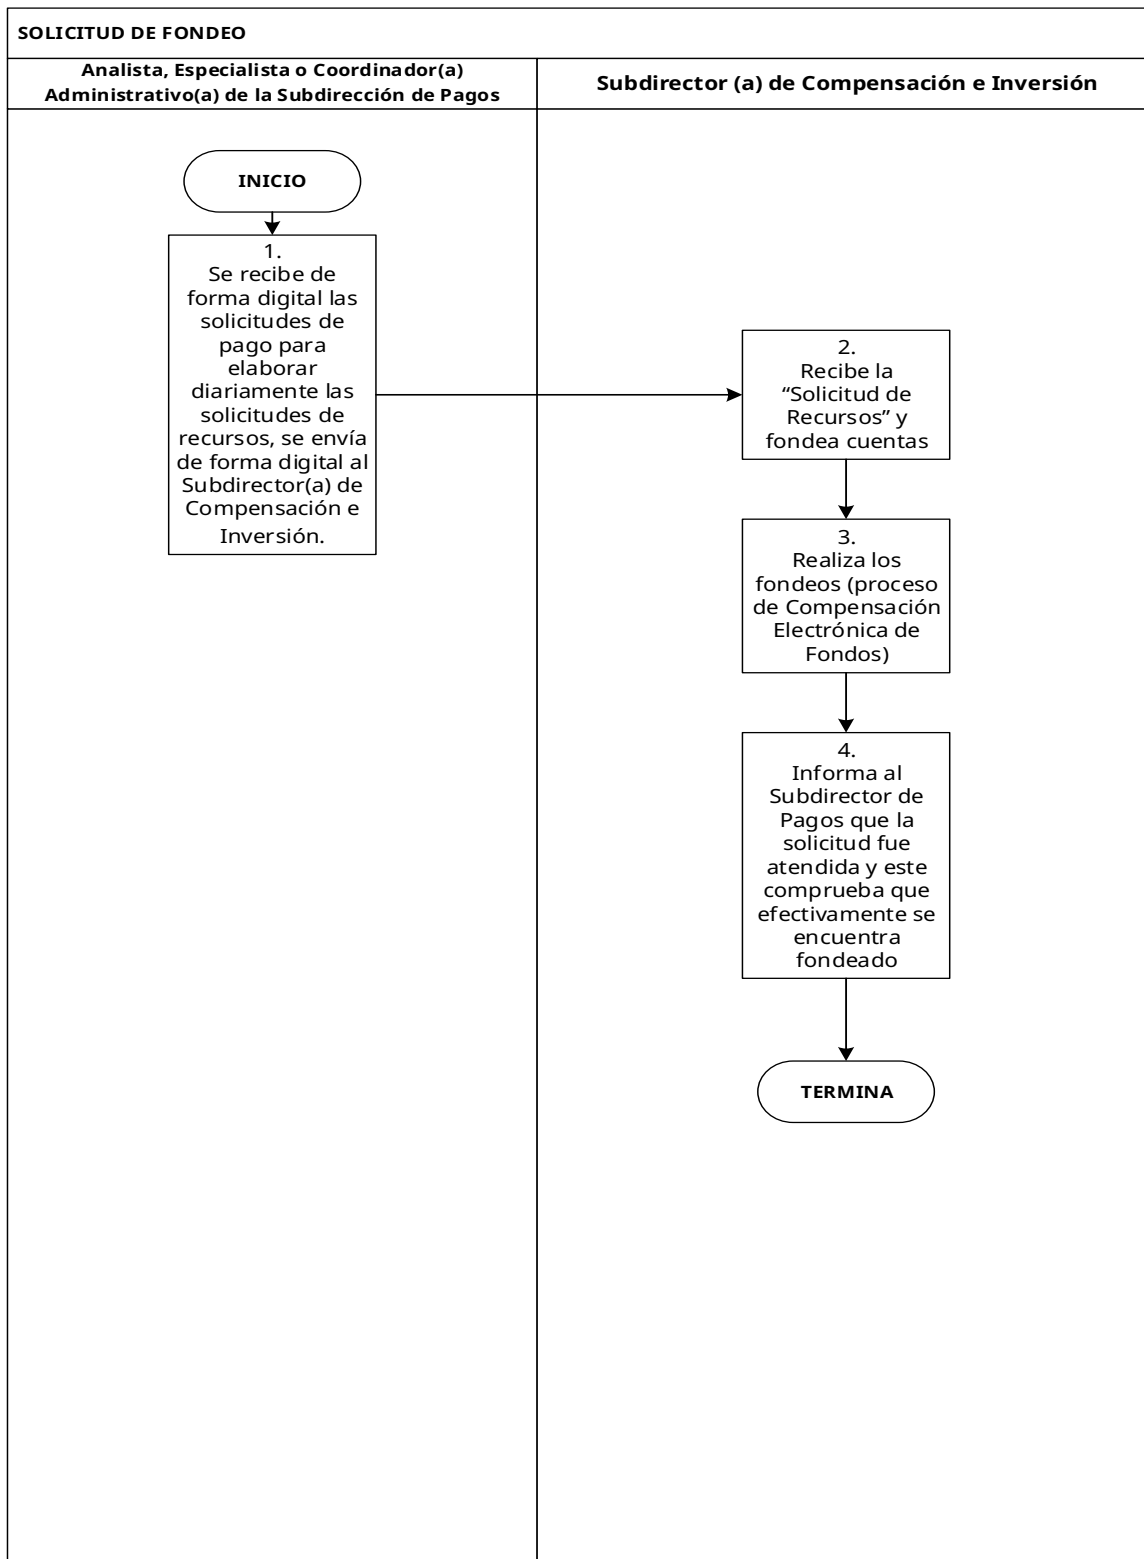 SOLICITUD DE FONDEO
Analista, Especialista o Coordinador(a)
Administrativo(a) de la Subdirección de Pagos
Subdirector (a) de Compensación e Inversión
INICIO
1.
Se recibe de
forma digital las
solicitudes de
pago para
elaborar
diariamente las
solicitudes de
recursos, se envía
de forma digital al
Subdirector(a) de
Compensación e
Inversión.
2.
Recibe la
“Solicitud de
Recursos” y
fondea cuentas
3.
Realiza los
fondeos (proceso
de Compensación
Electrónica de
Fondos)
4.
Informa al
Subdirector de
Pagos que la
solicitud fue
atendida y este
comprueba que
efectivamente se
encuentra
fondeado
TERMINA